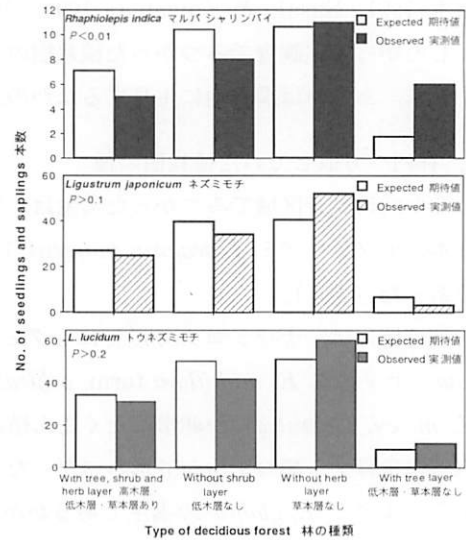 Rhaphiolepis indica マルバ シャリンバイ
P<0.01
Expected 期待値
Observed 実測値
14
12
10
8
6
4
2
0
Ligustrum japonicum ネズミモチ
P>0.1
Expected 期待値
Observed 実測値
60
40
20
0
L. lucidum トウネズミモチ
P>0.2
Expected 期待値
Observed 実測値
60
40
20
0
No. of seedlings and saplings 本数
With tree, shrub and
herb layer 高木層・
低木層・草本層あり
Without shrub
layer
低木層なし
Without herb
layer
草本層なし
With tree layer
低木層・草本層なし
Type of decidious forest 林の種類